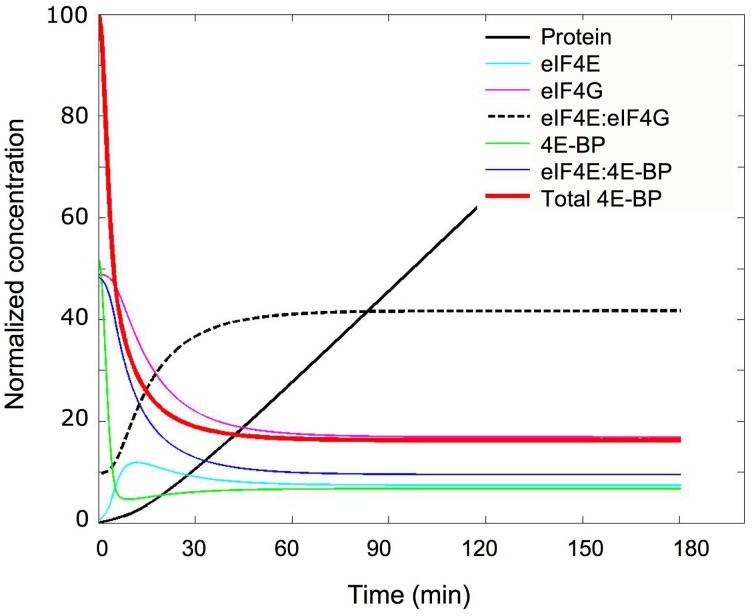 100
80
60
40
20
0
Normalized concentration
Protein
eIF4E
eIF4G
eIF4E:eIF4G
4E-BP
eIF4E:4E-BP
Total 4E-BP
0 30 60 90 120 150 180
Time (min)